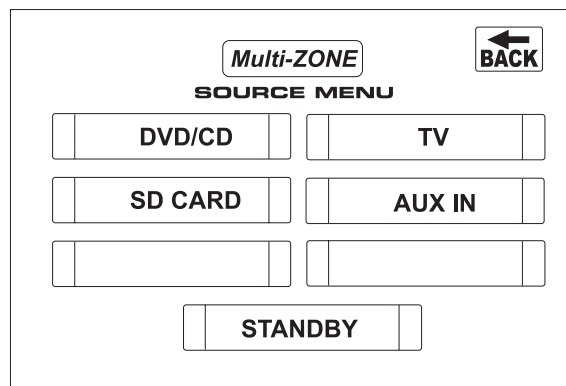 Multi-ZONE
BACK
SOURCE MENU
DVD/CD
TV
SD CARD
AUX IN
STANDBY